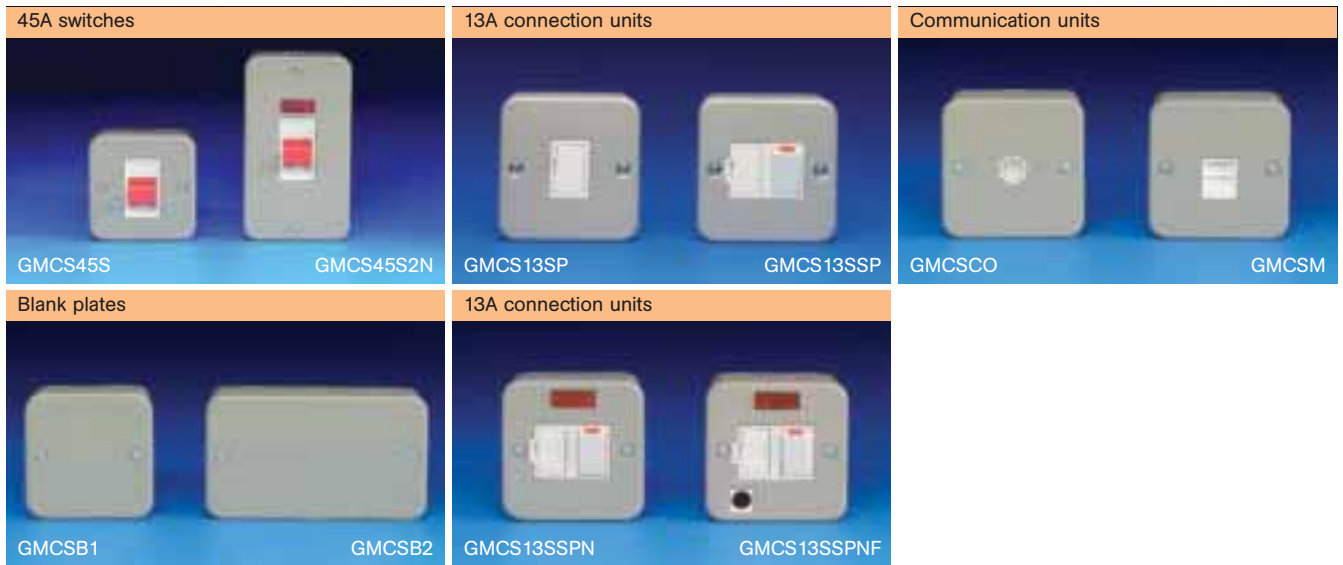 45A switches
GMCS45S
GMCS45S2N
13A connection units
GMCS13SP
GMCS13SSP
Communication units
GMCSCO
GMCSM
Blank plates
GMCSB1
GMCSB2
13A connection units
GMCS13SSPN
GMCS13SSPNF